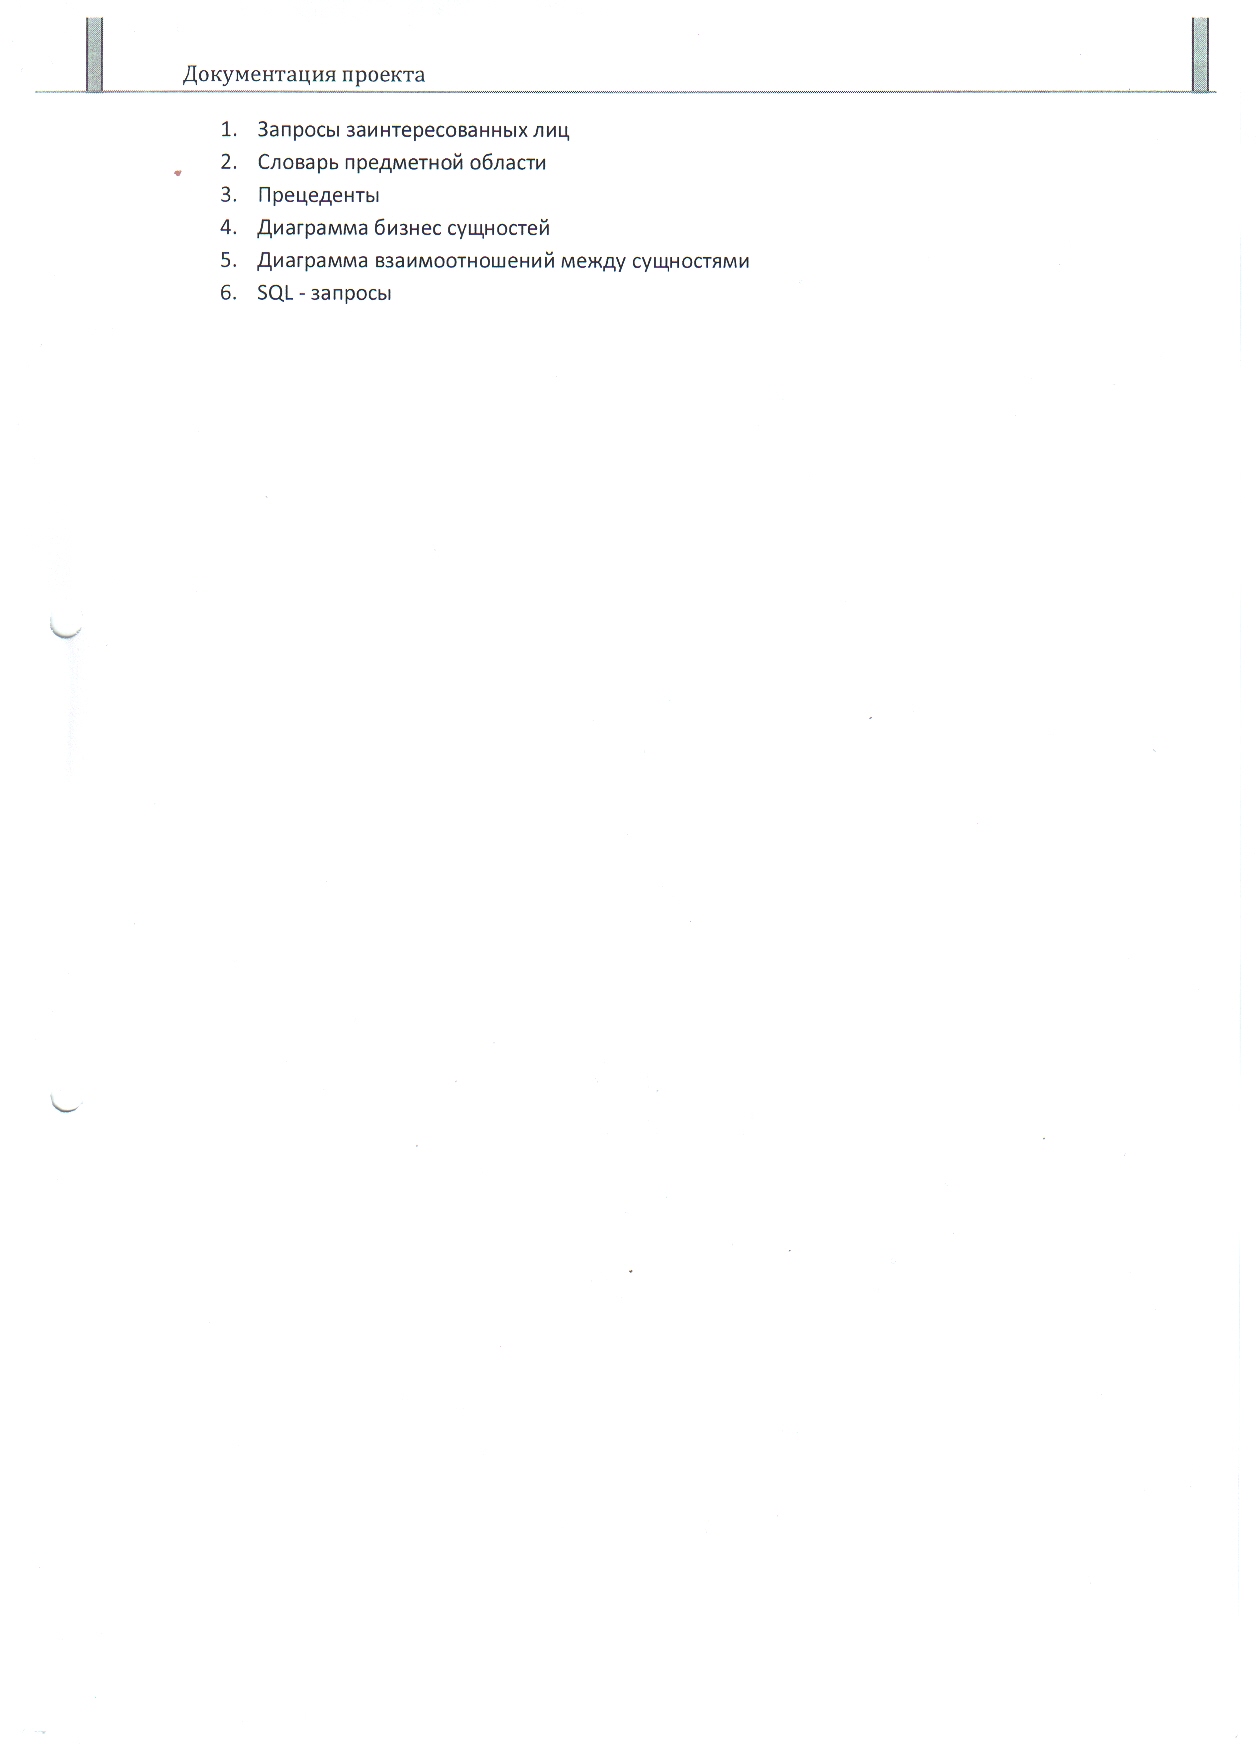 Документация проекта
1. Запросы заинтересованных лиц
2. Словарь предметной области
3. Прецеденты
4. Диаграмма бизнес сущностей
5. Диаграмма взаимоотношений между сущностями
6. SQL - запросы